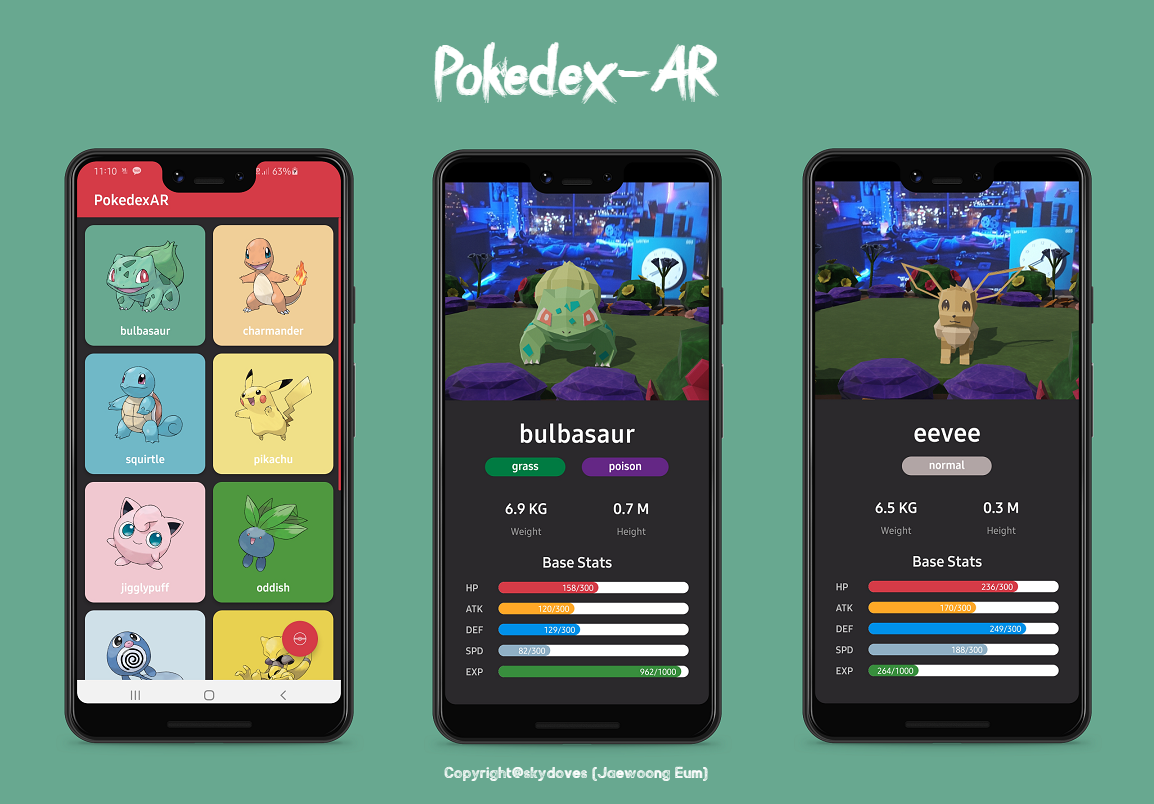 Pokedex-AR
11:10
63%
PokedexAR
bulbasaur
charmander
squirtle
pikachu
jigglypuff
oddish
bulbasaur
grass
poison
6.9 KG
0.7 M
Weight
Height
Base Stats
HP 158/300
ATK 120/300
DEF 129/300
SPD 82/300
EXP 962/1000
eevee
normal
6.5 KG
0.3 M
Weight
Height
Base Stats
HP 236/300
ATK 170/300
DEF 249/300
SPD 188/300
EXP 264/1000
Copyright@skydoves (Jaewoong Eum)